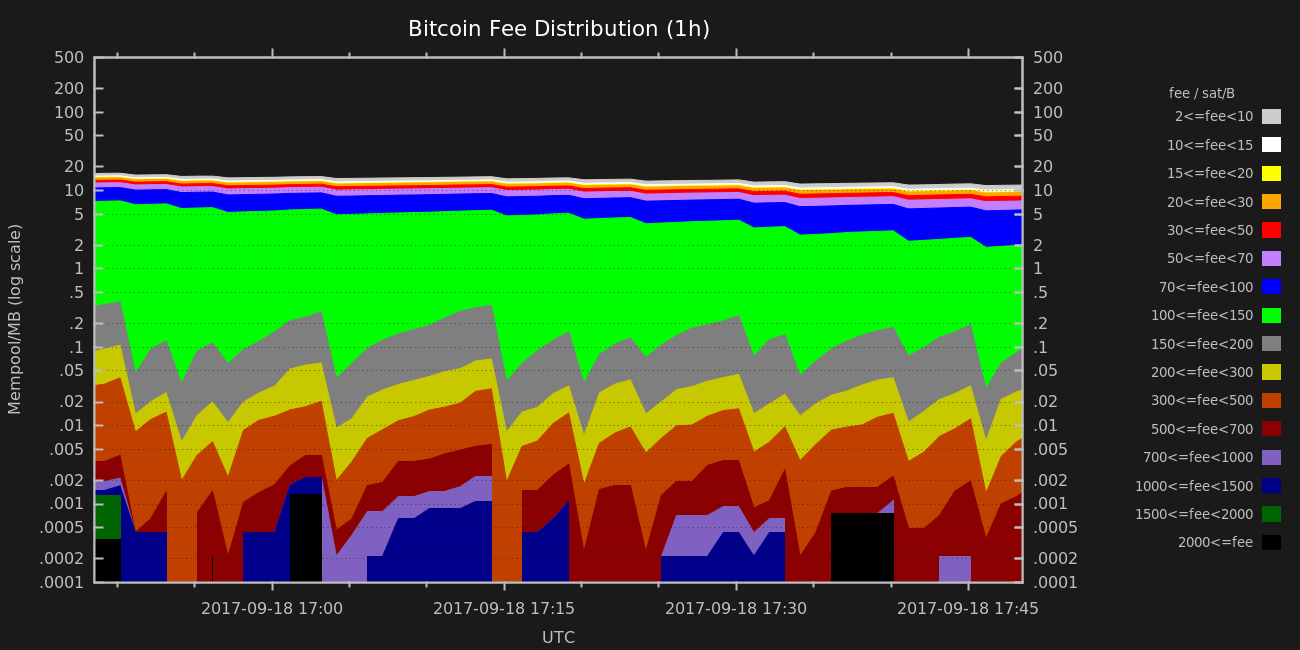 Bitcoin Fee Distribution (1h)
Mempool/MB (log scale)
500
200
100
50
20
10
5
2
1
.5
.2
.1
.05
.02
.01
.005
.002
.001
.0005
.0002
.0001
500
200
100
50
20
10
5
2
1
.5
.2
.1
.05
.02
.01
.005
.002
.001
.0005
.0002
.0001
2017-09-18 17:00 2017-09-18 17:15 2017-09-18 17:30 2017-09-18 17:45
UTC
fee / sat/B
2<=fee<10
10<=fee<15
15<=fee<20
20<=fee<30
30<=fee<50
50<=fee<70
70<=fee<100
100<=fee<150
150<=fee<200
200<=fee<300
300<=fee<500
500<=fee<700
700<=fee<1000
1000<=fee<1500
1500<=fee<2000
2000<=fee